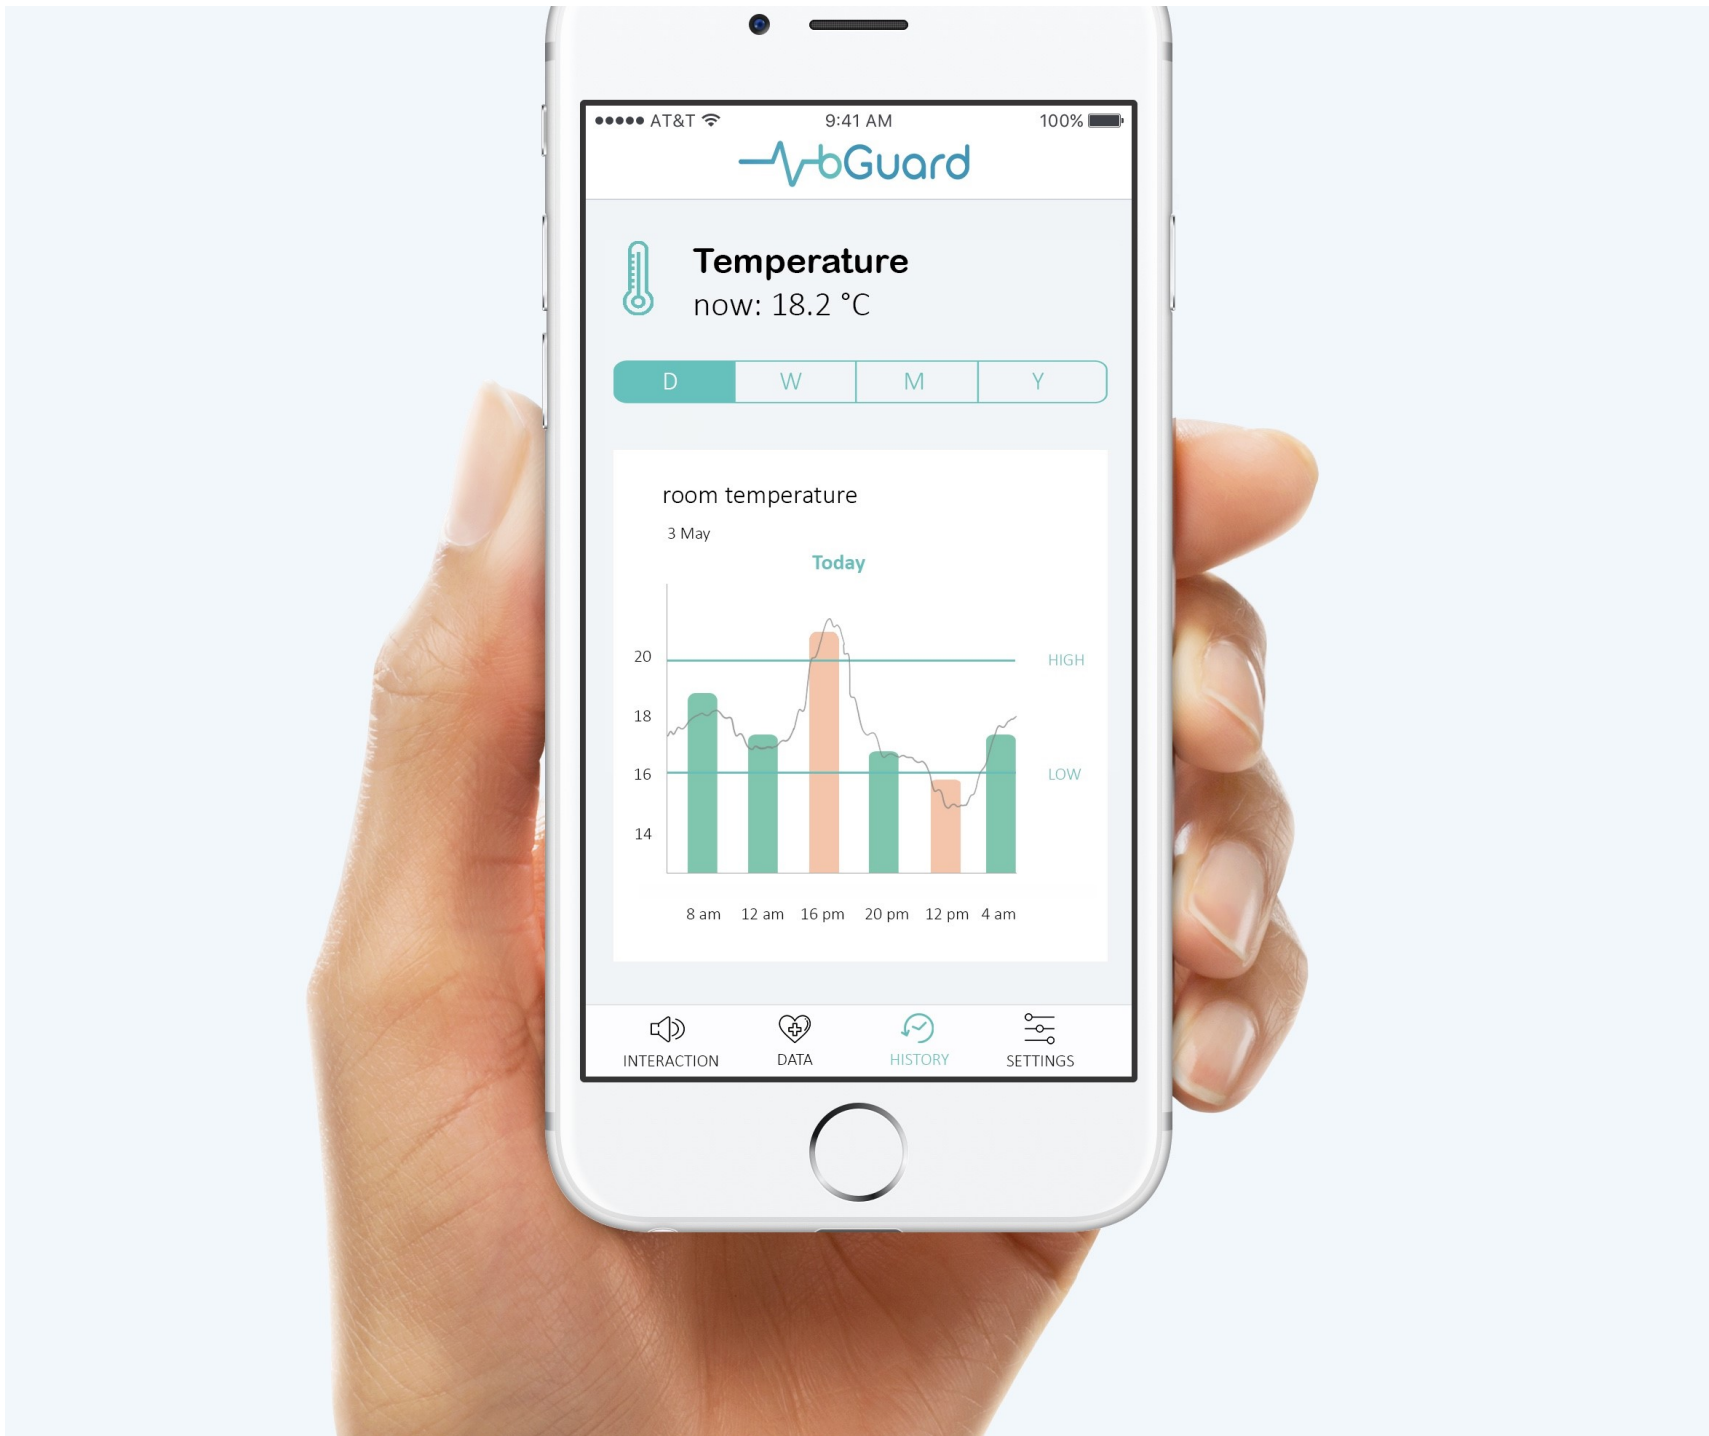 AT&T 9:41 AM 100%
bGuard
Temperature
now: 18.2 °C
D W M Y
room temperature
3 May
Today
20 HIGH
18
16 LOW
14
8 am 12 am 16 pm 20 pm 12 pm 4 am
INTERACTION DATA HISTORY SETTINGS